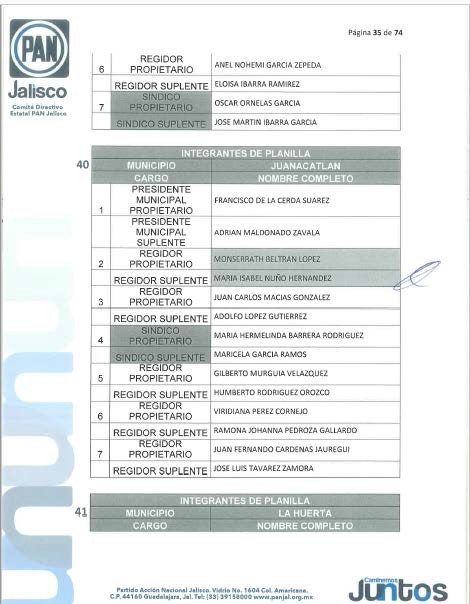 Página 35 de 74
PAN
Jalisco
Comité Directivo
Estatal PAN Jalisco
6 REGIDOR PROPIETARIO ANEL NOHEMI GARCIA ZEPEDA
REGIDOR SUPLENTE ELOISA IBARRA RAMIREZ
7 SINDICO PROPIETARIO OSCAR ORNELAS GARCIA
SINDICO SUPLENTE JOSE MARTIN IBARRA GARCIA
40 INTEGRANTES DE PLANILLA
MUNICIPIO JUANACATLAN
CARGO NOMBRE COMPLETO
1 PRESIDENTE MUNICIPAL PROPIETARIO FRANCISCO DE LA CERDA SUAREZ
PRESIDENTE MUNICIPAL SUPLENTE ADRIAN MALDONADO ZAVALA
2 REGIDOR PROPIETARIO MONSERRATH BELTRAN LOPEZ
REGIDOR SUPLENTE MARIA ISABEL NUÑO HERNANDEZ
3 REGIDOR PROPIETARIO JUAN CARLOS MACIAS GONZALEZ
REGIDOR SUPLENTE ADOLFO LOPEZ GUTIERREZ
4 SINDICO PROPIETARIO MARIA HERMELINDA BARRERA RODRIGUEZ
SINDICO SUPLENTE MARICELA GARCIA RAMOS
5 REGIDOR PROPIETARIO GILBERTO MURGUIA VELAZQUEZ
REGIDOR SUPLENTE HUMBERTO RODRIGUEZ OROZCO
6 REGIDOR PROPIETARIO VIRIDIANA PEREZ CORNEJO
REGIDOR SUPLENTE RAMONA JOHANNA PEDROZA GALLARDO
7 REGIDOR PROPIETARIO JUAN FERNANDO CARDENAS JAUREGUI
REGIDOR SUPLENTE JOSE LUIS TAVAREZ ZAMORA
41 INTEGRANTES DE PLANILLA
MUNICIPIO LA HUERTA
CARGO NOMBRE COMPLETO
Partido Acción Nacional Jalisco. Vidrio No. 1604 Col. Americana.
C.P. 44160 Guadalajara, Jal. Tel: (33) 39158000 www.panjal.org.mx
Caminemos
Juntos